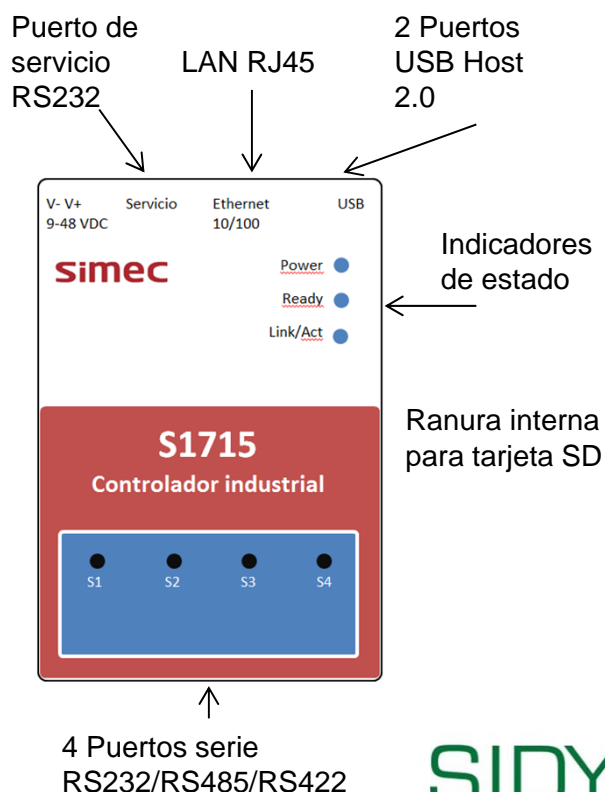 Puerto de
servicio
RS232
LAN RJ45
2 Puertos
USB Host
2.0
V- V+ Servicio Ethernet USB
9-48 VDC 10/100
simec
Power
Ready
Link/Act
Indicadores
de estado
Ranura interna
para tarjeta SD
S1715
Controlador industrial
S1 S2 S3 S4
4 Puertos serie
RS232/RS485/RS422